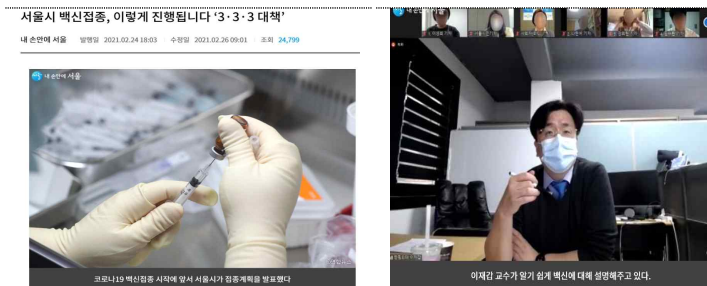 서울시 백신접종, 이렇게 진행됩니다 ‘3·3·3 대책’
내 손안에 서울 발행일 2021.02.24 18:03 수정일 2021.02.26 09:01 조회 24,799
내 손안에 서울
코로나19 백신접종 시작에 앞서 서울시가 접종계획을 발표했다
이재갑 교수가 알기 쉽게 백신에 대해 설명해주고 있다.